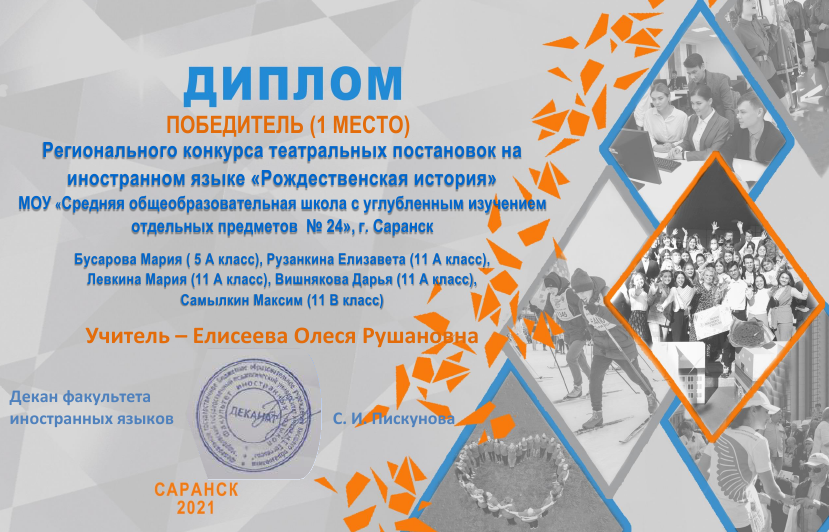 ДИПЛОМ
ПОБЕДИТЕЛЬ (1 МЕСТО)
Регионального конкурса театральных постановок на
иностранном языке «Рождественская история»
МОУ «Средняя общеобразовательная школа с углубленным изучением
отдельных предметов № 24», г. Саранск
Бусарова Мария ( 5 А класс), Рузанкина Елизавета (11 А класс),
Левкина Мария (11 А класс), Вишнякова Дарья (11 А класс),
Самылкин Максим (11 В класс)
Учитель – Елисеева Олеся Рушановна
Декан факультета
иностранных языков
ДЕКАНАТ
С. И. Пискунова
САРАНСК
2021